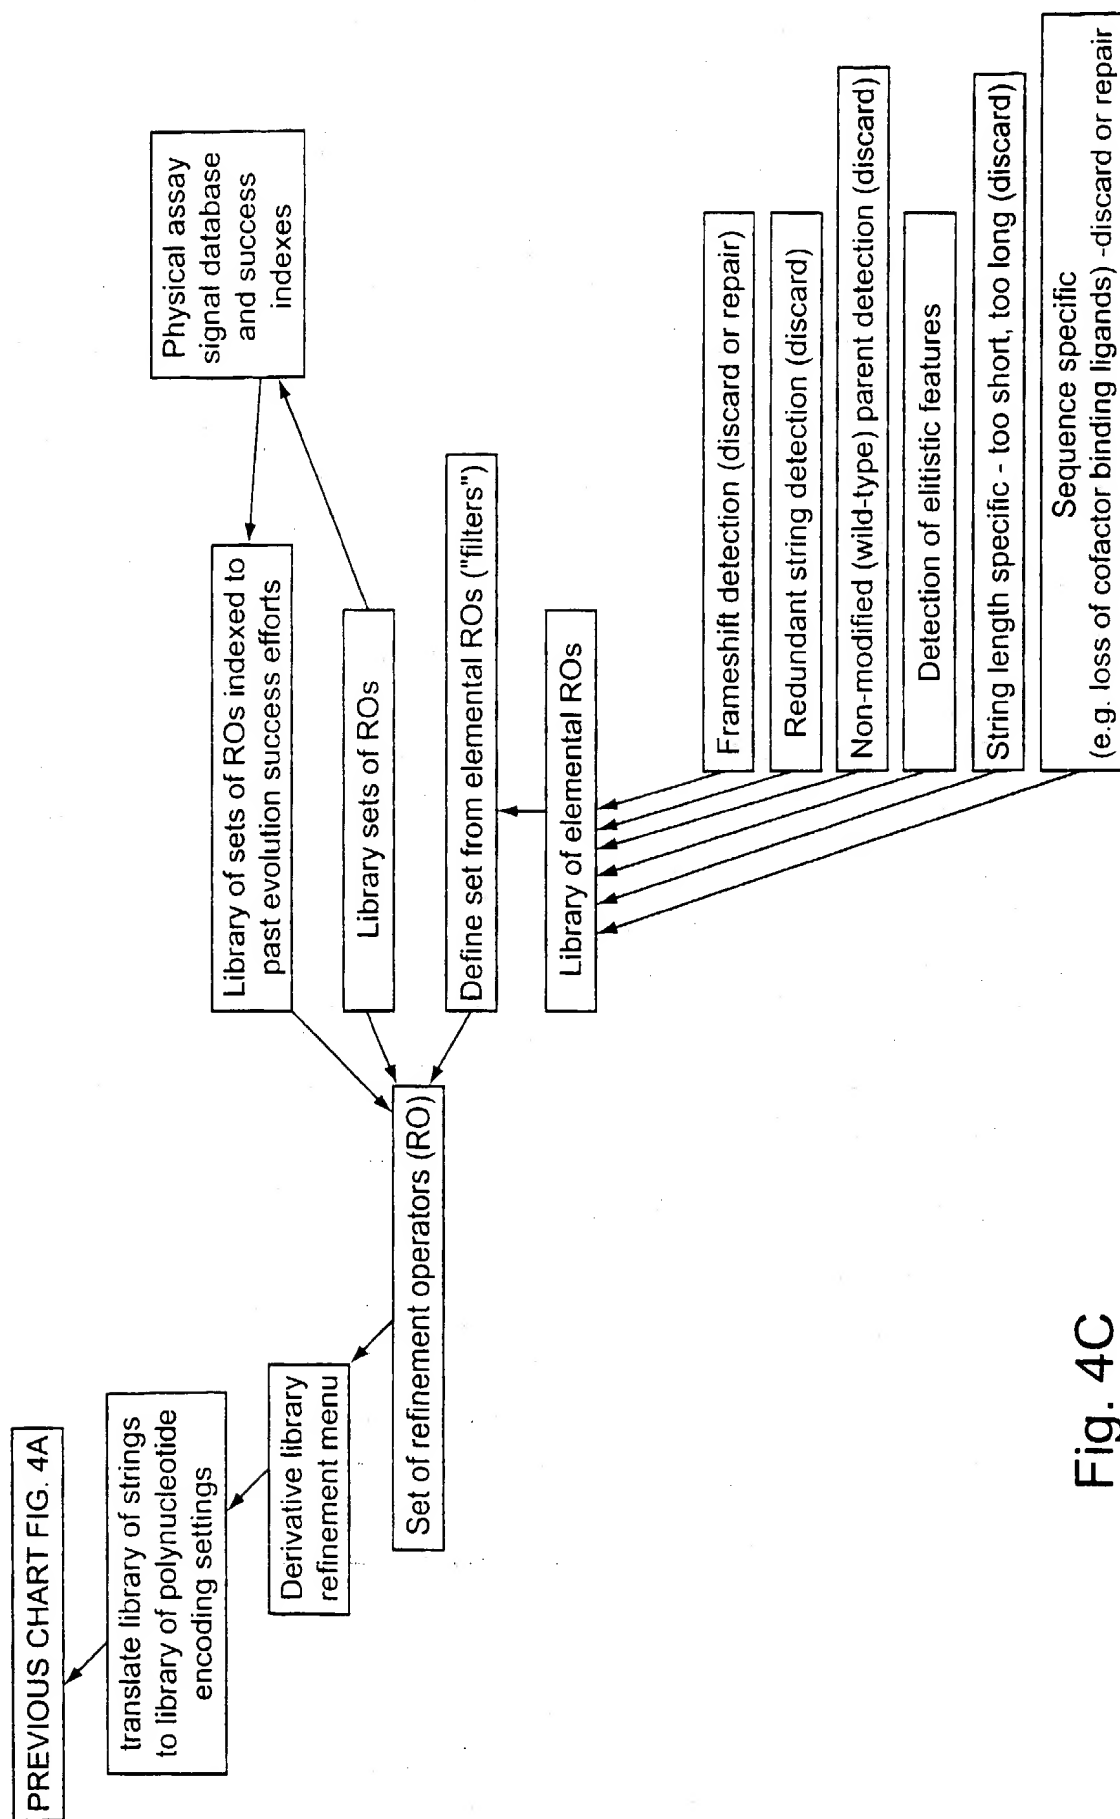 PREVIOUS CHART FIG. 4A
translate library of strings
to library of polynucleotide
encoding settings
Derivative library
refinement menu
Set of refinement operators (RO)
Library of sets of ROs indexed to
past evolution success efforts
Physical assay
signal database
and success
indexes
Library sets of ROs
Define set from elemental ROs ("filters")
Library of elemental ROs
Frameshift detection (discard or repair)
Redundant string detection (discard)
Non-modified (wild-type) parent detection (discard)
Detection of elitistic features
String length specific - too short, too long (discard)
Sequence specific
(e.g. loss of cofactor binding ligands) -discard or repair
Fig. 4C